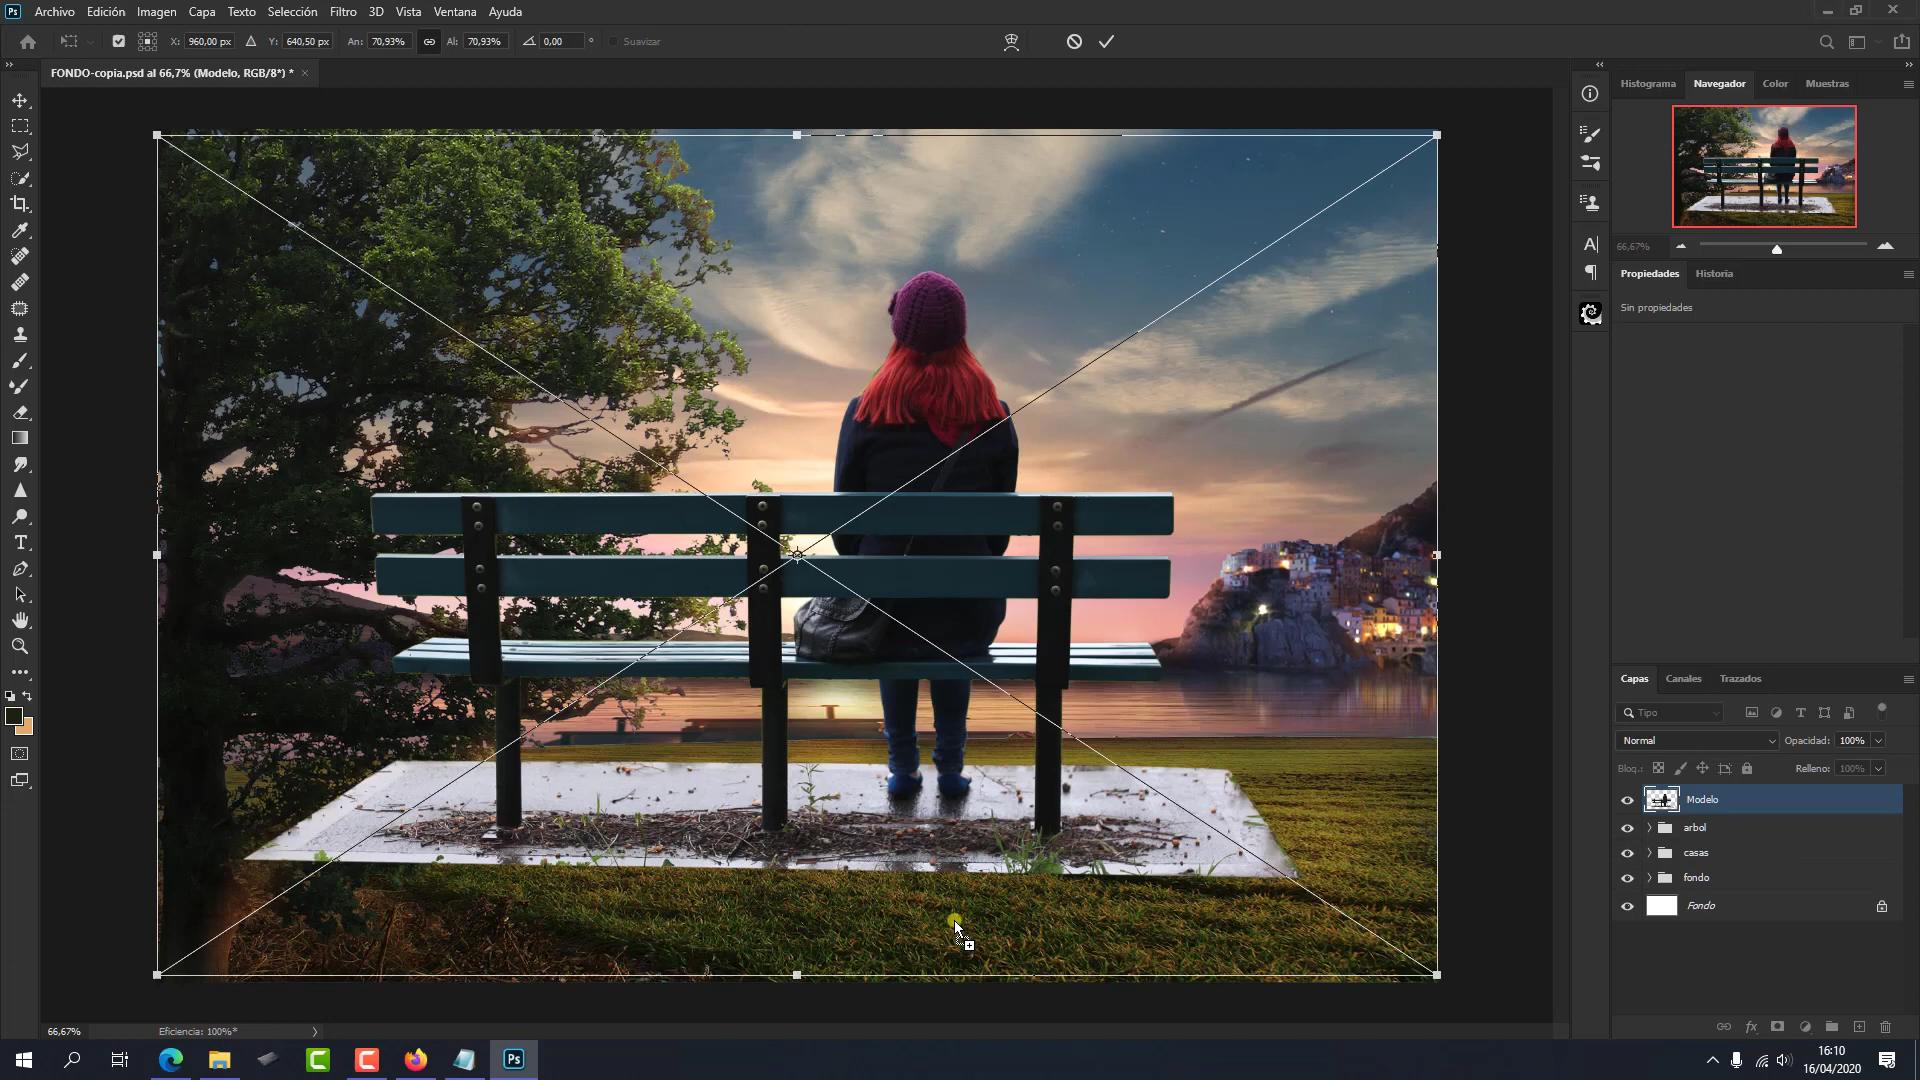 Ps Archivo Edición Imagen Capa Texto Selección Filtro 3D Vista Ventana Ayuda
X: 960,00 px Y: 640,50 px An: 70,93% Al: 70,93% 0,00 ° Suavizar
FONDO-copia.psd al 66,7% (Modelo, RGB/8*) * ×
Histograma Navegador Color Muestras
66,67%
Propiedades Historia
Sin propiedades
Capas Canales Trazados
Tipo
Normal Opacidad: 100%
Bloq.: Relleno: 100%
Modelo
arbol
casas
fondo
Fondo
66,67% Eficiencia: 100%*
Ps
16:10
16/04/2020